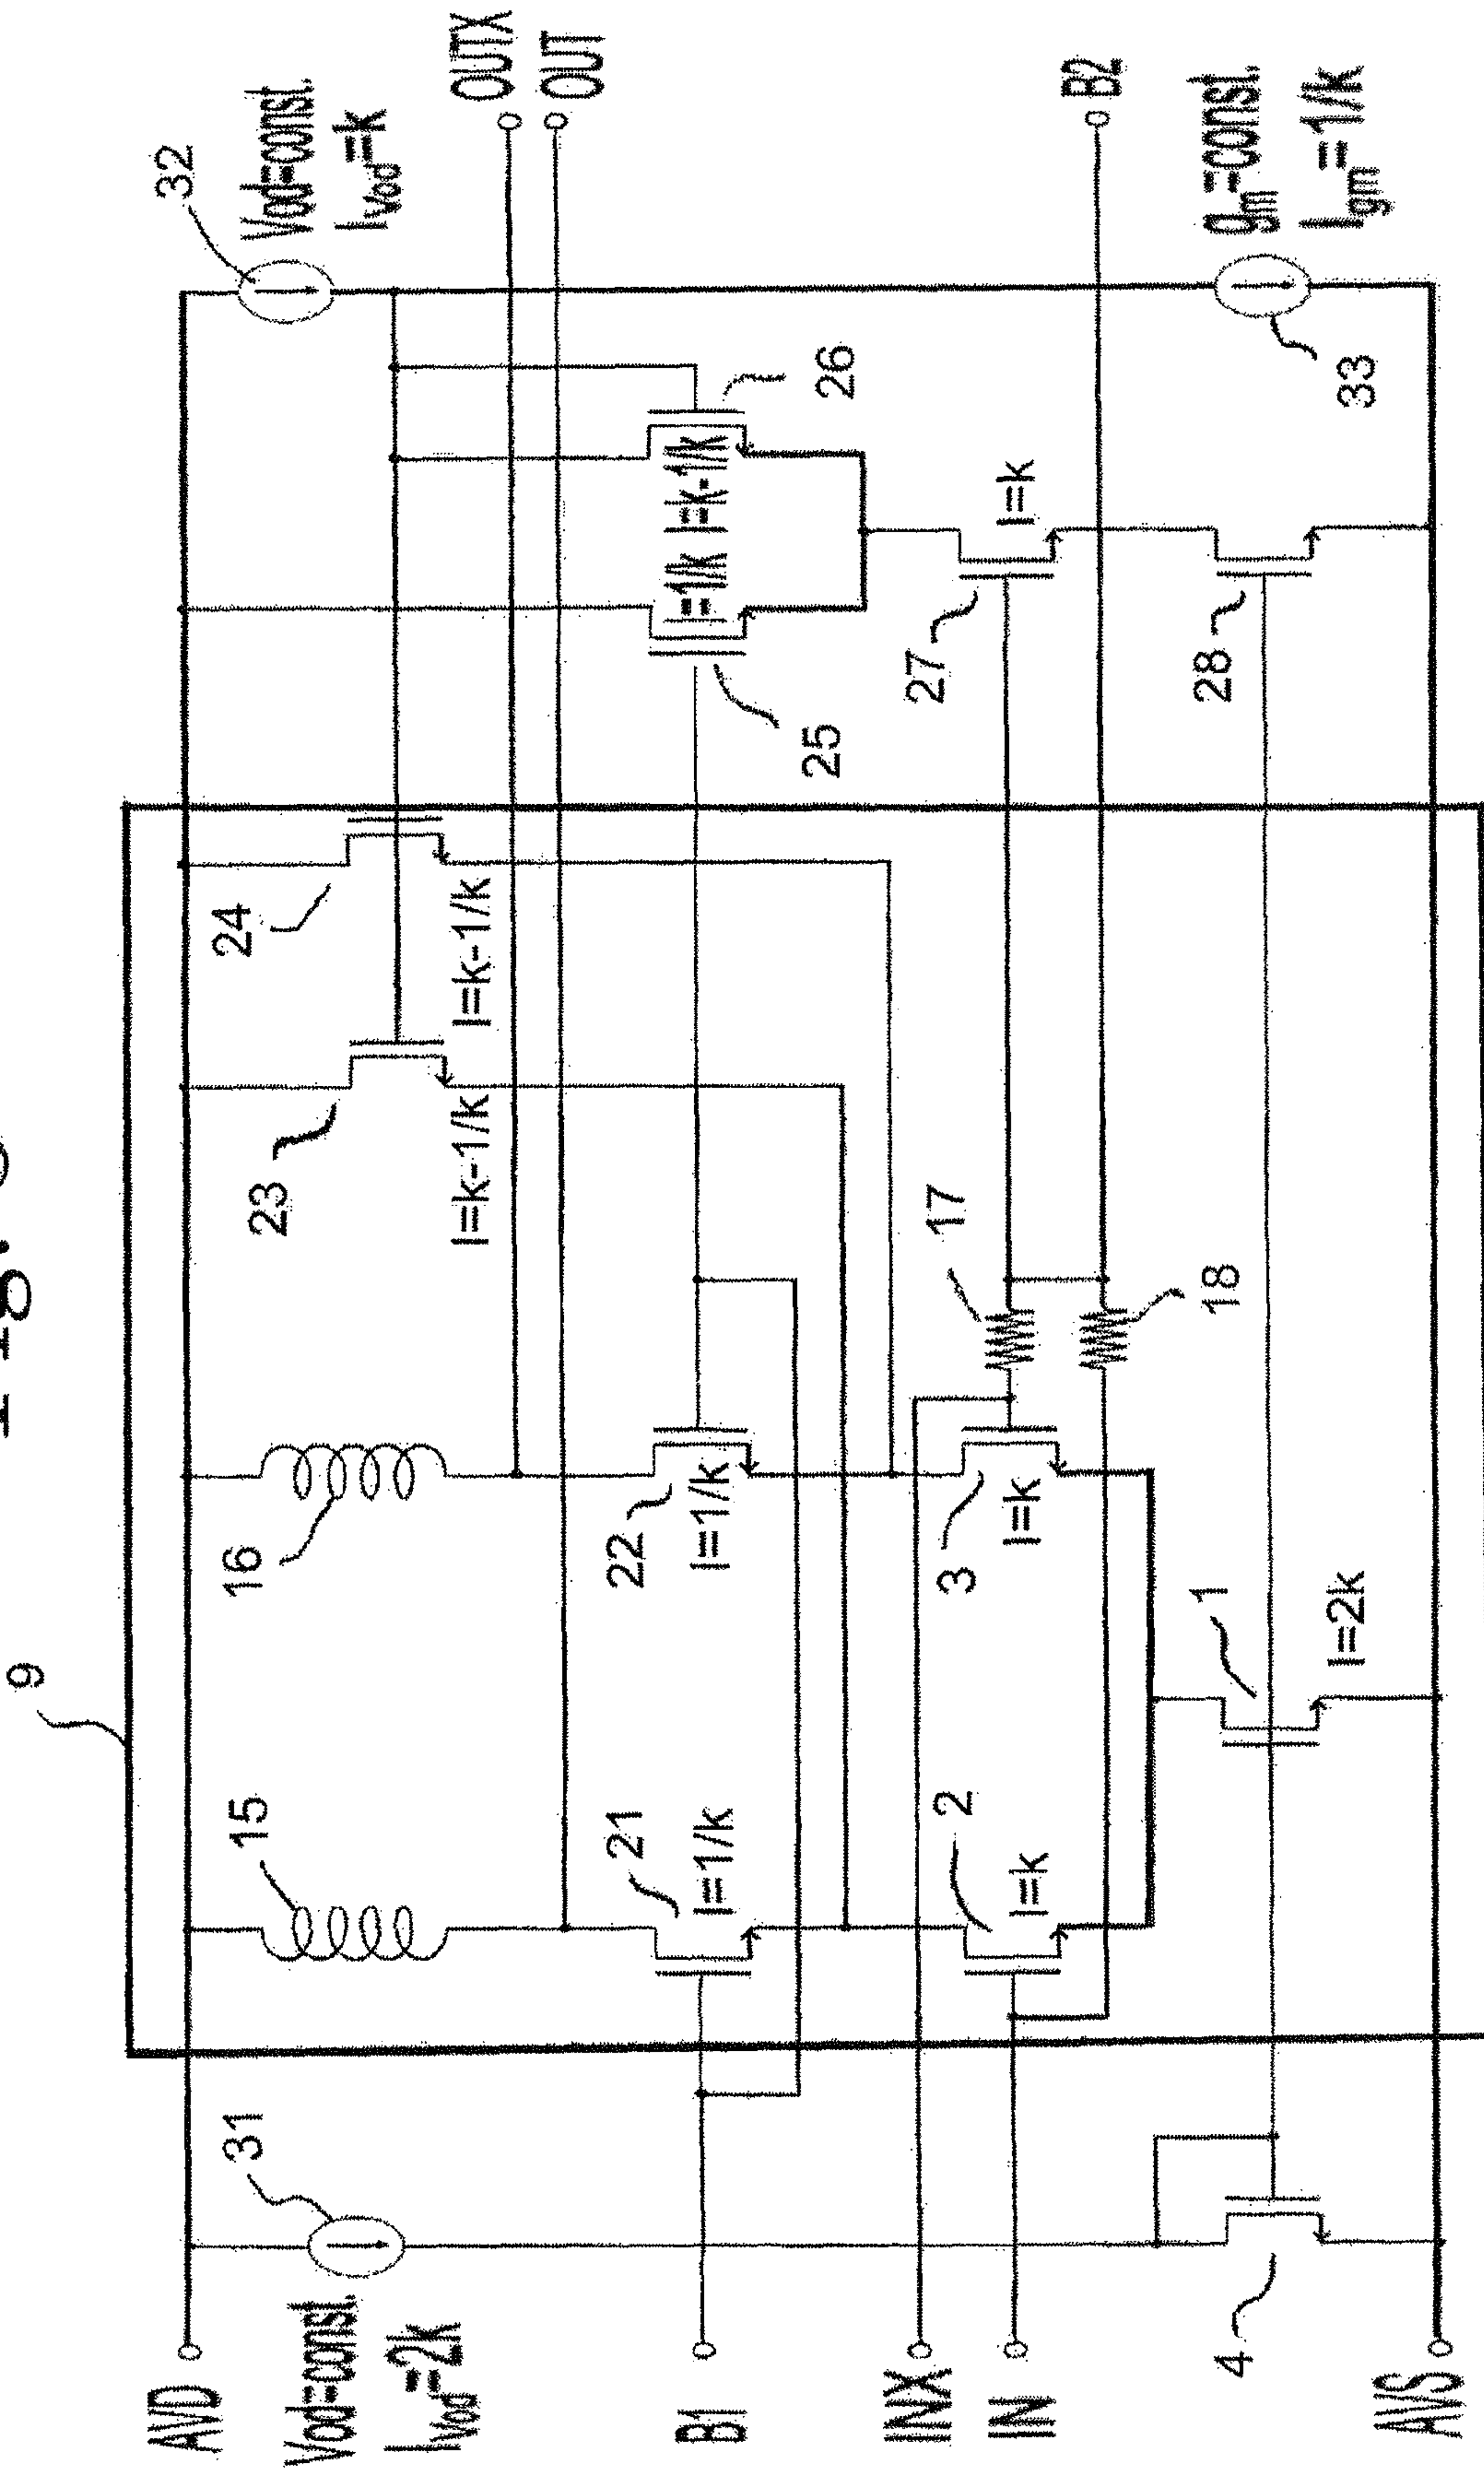 Fig.
9
32
AVD
31
15
16
23
24
Vod=const.
Vod=const.
IVod=k
IVod=2k
I=k-1/k
I=k-1/k
OUTX
OUT
21
22
B1
I=1/k
I=1/k
I=1/k
I=k-1/k
25
26
INX
2
3
17
27
IN
I=k
I=k
I=k
B2
18
1
28
gm=const.
4
I=2k
33
Igm=1/k
AVS